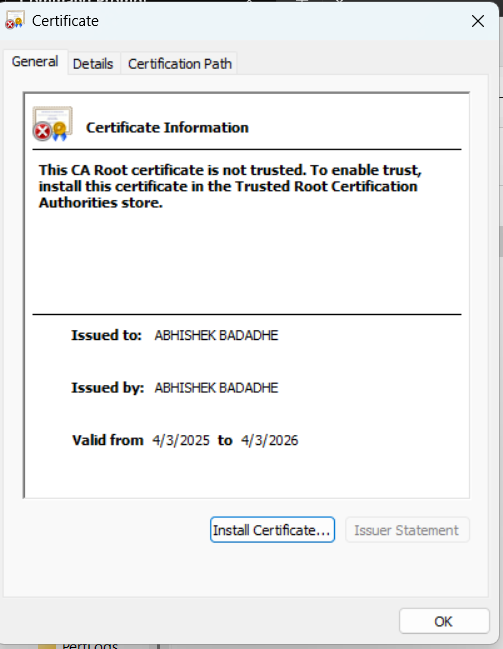 Certificate
General
Details
Certification Path
Certificate Information
This CA Root certificate is not trusted. To enable trust,
install this certificate in the Trusted Root Certification
Authorities store.
Issued to: ABHISHEK BADADHE
Issued by: ABHISHEK BADADHE
Valid from 4/3/2025 to 4/3/2026
Install Certificate...
Issuer Statement
OK
PerfLogs